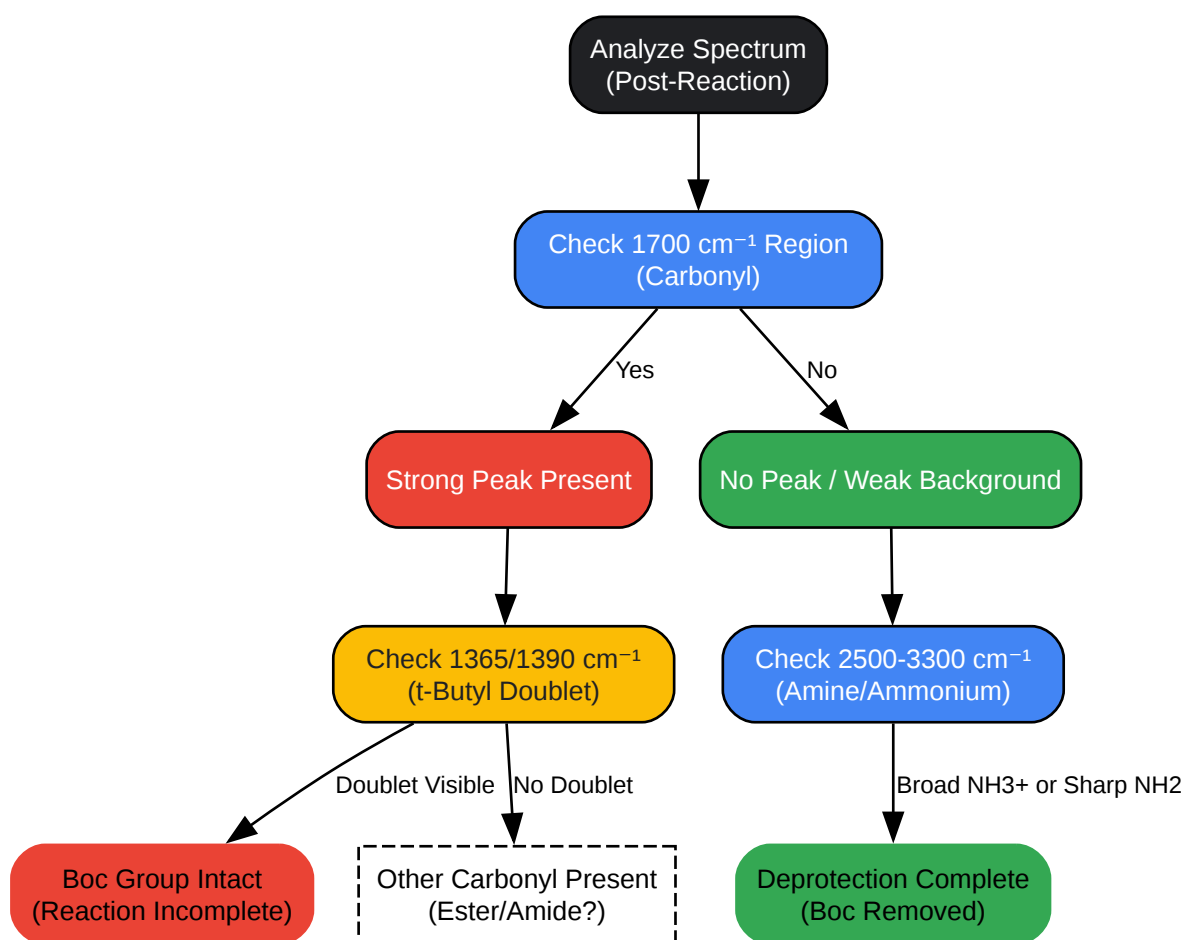 Analyze Spectrum
(Post-Reaction)
Check 1700 cm⁻¹ Region
(Carbonyl)
Yes
No
Strong Peak Present
No Peak / Weak Background
Check 1365/1390 cm⁻¹
(t-Butyl Doublet)
Check 2500-3300 cm⁻¹
(Amine/Ammonium)
Doublet Visible
No Doublet
Broad NH3+ or Sharp NH2
Boc Group Intact
(Reaction Incomplete)
Other Carbonyl Present
(Ester/Amide?)
Deprotection Complete
(Boc Removed)